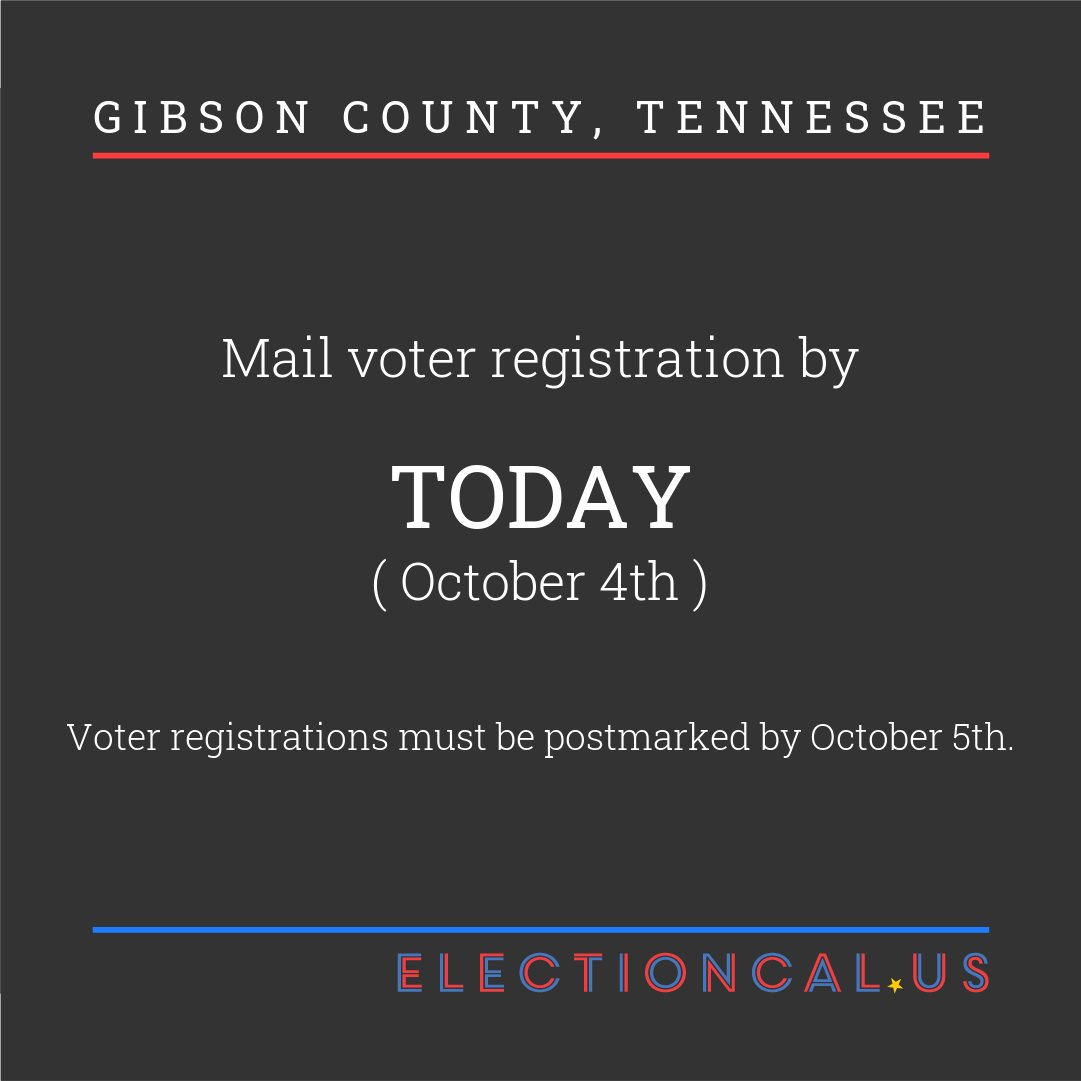 GIBSON COUNTY, TENNESSEE
Mail voter registration by
TODAY
( October 4th )
Voter registrations must be postmarked by October 5th.
ELECTIONCAL.US